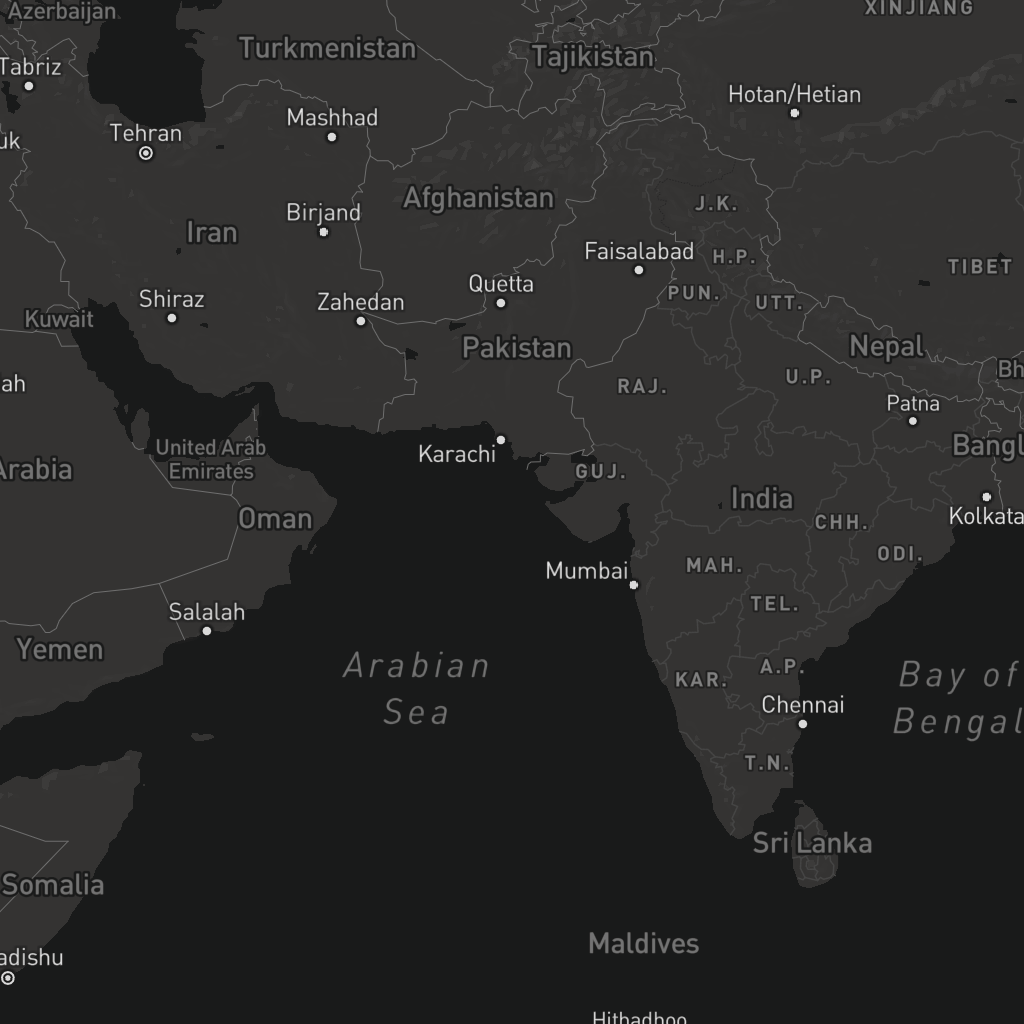 Azerbaijan
XINJIANG
Turkmenistan
Tajikistan
Tabriz
Hotan/Hetian
Mashhad
Tehran
uk
Afghanistan
J.K.
Birjand
Iran
Faisalabad
H.P.
TIBET
Quetta
PUN.
Shiraz
Zahedan
UTT.
Kuwait
Pakistan
Nepal
Bh
ah
RAJ.
U.P.
Patna
United Arab
Emirates
Karachi
Bangl
Arabia
GUJ.
India
Oman
CHH.
Kolkata
ODI.
Mumbai
MAH.
TEL.
Salalah
Yemen
Arabian
Sea
A.P.
KAR.
Bay of
Bengal
Chennai
T.N.
Sri Lanka
Somalia
Maldives
adishu
Hithadhoo